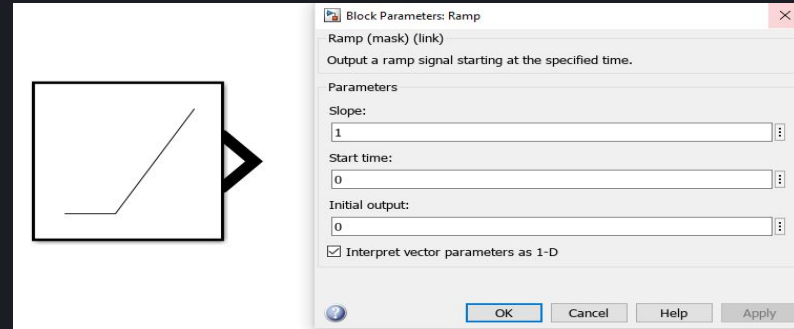 Block Parameters: Ramp
Ramp (mask) (link)
Output a ramp signal starting at the specified time.
Parameters
Slope:
1
Start time:
0
Initial output:
0
Interpret vector parameters as 1-D
OK Cancel Help Apply